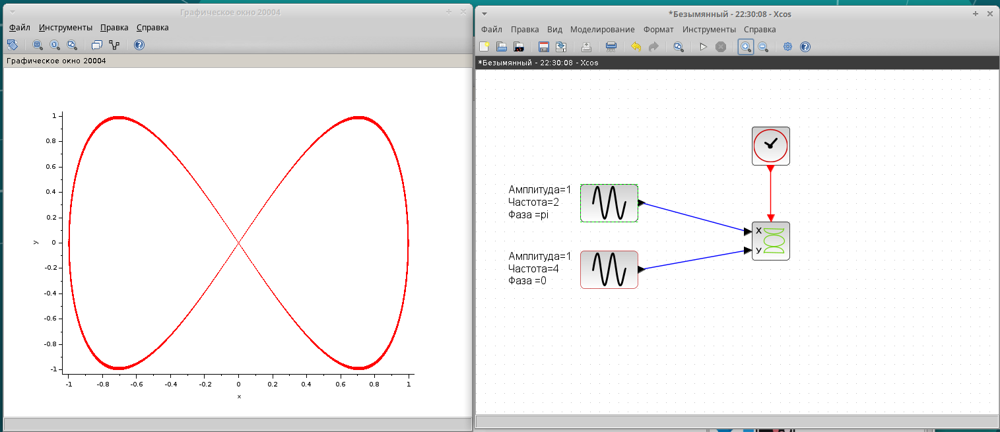 Графическое окно 20004
Файл Инструменты Правка Справка
Графическое окно 20004
1
0.8
0.6
0.4
0.2
0
-0.2
-0.4
-0.6
-0.8
-1
y
-1 -0.8 -0.6 -0.4 -0.2 0 0.2 0.4 0.6 0.8 1
x
*Безымянный - 22:30:08 - Xcos
Файл Правка Вид Моделирование Формат Инструменты Справка
*Безымянный - 22:30:08 - Xcos
Амплитуда=1
Частота=2
Фаза =pi
Амплитуда=1
Частота=4
Фаза =0
X
y